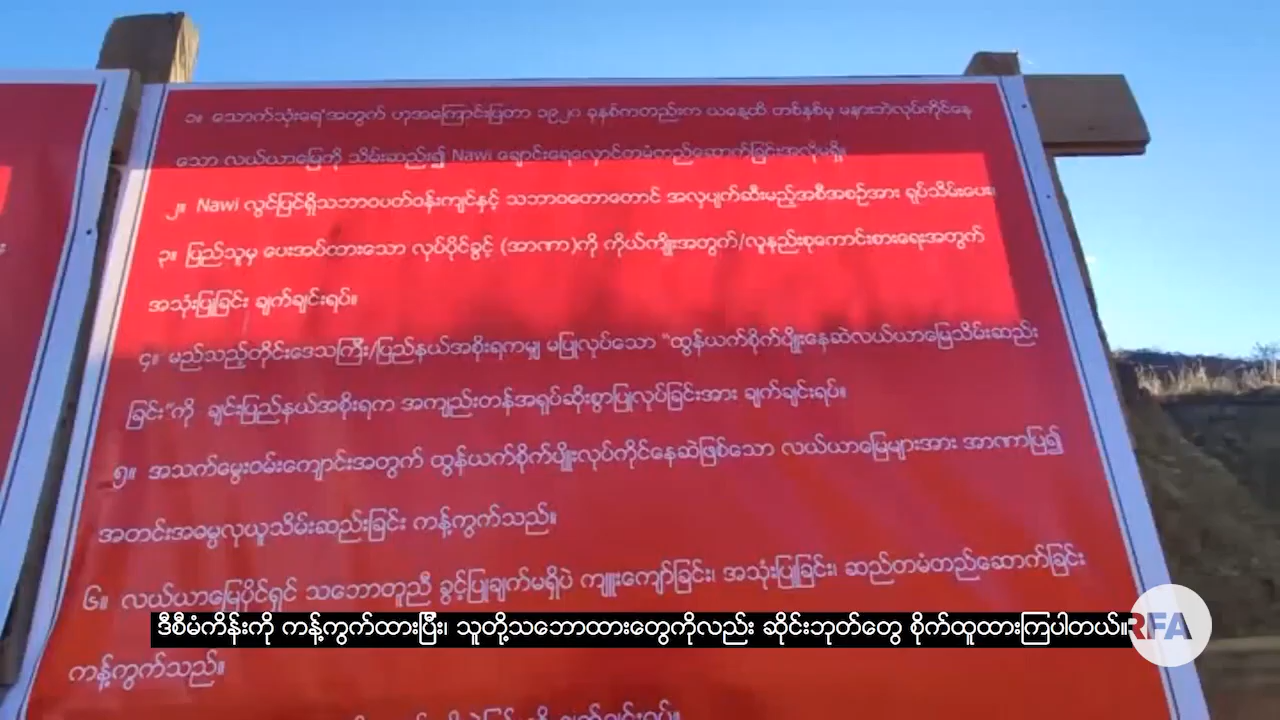 ၁။ သောက်သုံးရေ"အတွက် ဟုအကြောင်းပြတာ ၁၉၂၀ ခုနှစ်ကတည်းက ယနေ့ထိ တစ်နှစ်မှ မနားဘဲလုပ်ကိုင်နေ
သော လယ်ယာမြေကို သိမ်းဆည်း၍ Nawi ချောင်းရေလှောင်တမံတည်ဆောက်ခြင်းအလိုမရှိ။
၂။ Nawi လွင်ပြင်ရှိသဘာဝပတ်ဝန်းကျင်နှင့် သဘာဝတောတောင် အလှပျက်ဆီးမည့်အစီအစဉ်အား ရုပ်သိမ်းပေး။
၃။ ပြည်သူမှ ပေးအပ်ထားသော လုပ်ပိုင်ခွင့် (အာဏာ)ကို ကိုယ်ကျိုးအတွက်/လူနည်းစုကောင်းစားရေးအတွက်
အသုံးပြုခြင်း ချက်ချင်းရပ်။
၄။ မည်သည့်တိုင်းဒေသကြီး/ပြည်နယ်အစိုးရကမျှ မပြုလုပ်သော "ထွန်ယက်စိုက်ပျိုးနေဆဲလယ်ယာမြေသိမ်းဆည်း
ခြင်း"ကို ချင်းပြည်နယ်အစိုးရက အကျည်းတန်အရုပ်ဆိုးစွာပြုလုပ်ခြင်းအား ချက်ချင်းရပ်။
၅။ အသက်မွေးဝမ်းကျောင်းအတွက် ထွန်ယက်စိုက်ပျိုးလုပ်ကိုင်နေဆဲဖြစ်သော လယ်ယာမြေများအား အာဏာပြ၍
အတင်းအဓမ္မလုယူသိမ်းဆည်းခြင်း ကန့်ကွက်သည်။
၆။ လယ်ယာမြေပိုင်ရှင် သဘောတူညီ ခွင့်ပြုချက်မရှိပဲ ကျူးကျော်ခြင်း၊ အသုံးပြုခြင်း၊ ဆည်တမံတည်ဆောက်ခြင်း
ဒီစီမံကိန်းကို ကန့်ကွက်ထားပြီး၊ သူတို့သဘောထားတွေကိုလည်း ဆိုင်းဘုတ်တွေ စိုက်ထူထားကြပါတယ်။
RFA
ကန့်ကွက်သည်။